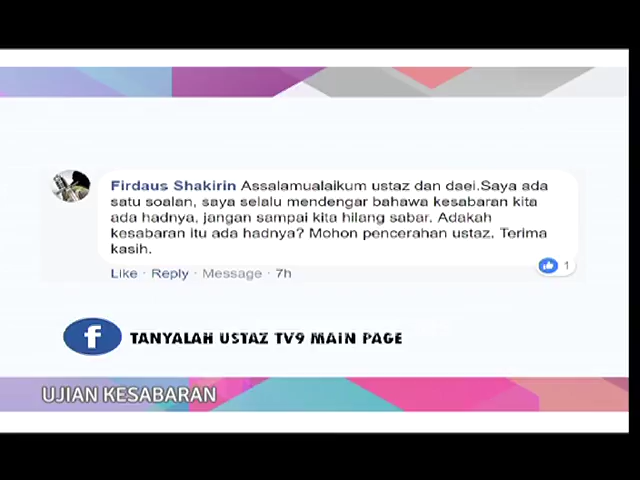 Firdaus Shakirin Assalamualaikum ustaz dan daei.Saya ada
satu soalan, saya selalu mendengar bahawa kesabaran kita
ada hadnya, jangan sampai kita hilang sabar. Adakah
kesabaran itu ada hadnya? Mohon pencerahan ustaz. Terima
kasih.
1
Like · Reply · Message · 7h
f
TANYALAH USTAZ TV9 MAIN PAGE
UJIAN KESABARAN